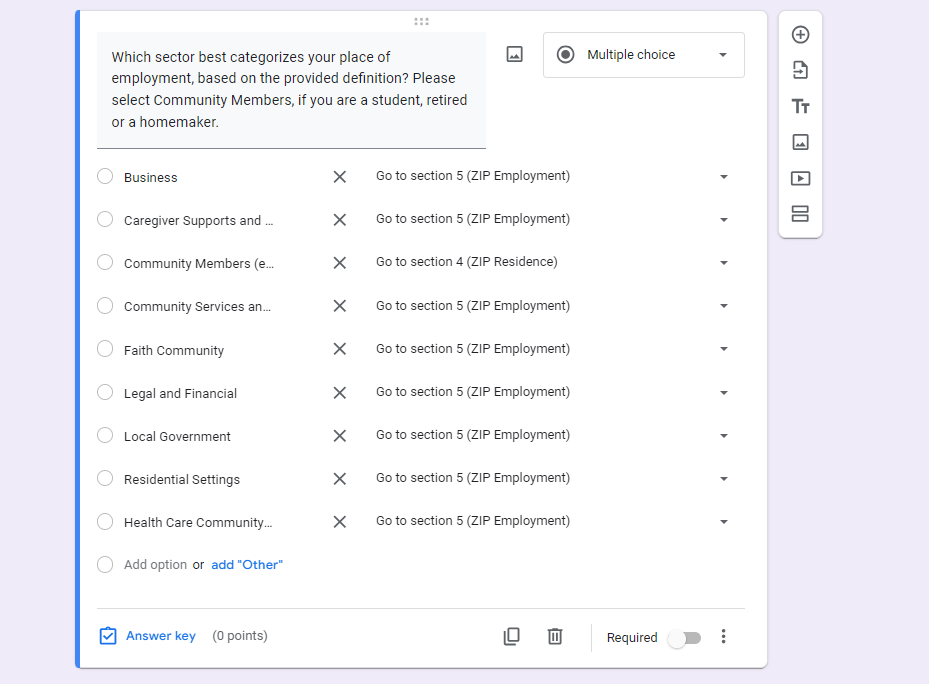 Which sector best categorizes your place of
employment, based on the provided definition? Please
select Community Members, if you are a student, retired
or a homemaker.
Multiple choice
Tт
Business Go to section 5 (ZIP Employment)
Caregiver Supports and ... Go to section 5 (ZIP Employment)
Community Members (e... Go to section 4 (ZIP Residence)
Community Services an... Go to section 5 (ZIP Employment)
Faith Community Go to section 5 (ZIP Employment)
Legal and Financial Go to section 5 (ZIP Employment)
Local Government Go to section 5 (ZIP Employment)
Residential Settings Go to section 5 (ZIP Employment)
Health Care Community... Go to section 5 (ZIP Employment)
Add option or add "Other"
Answer key (0 points) Required